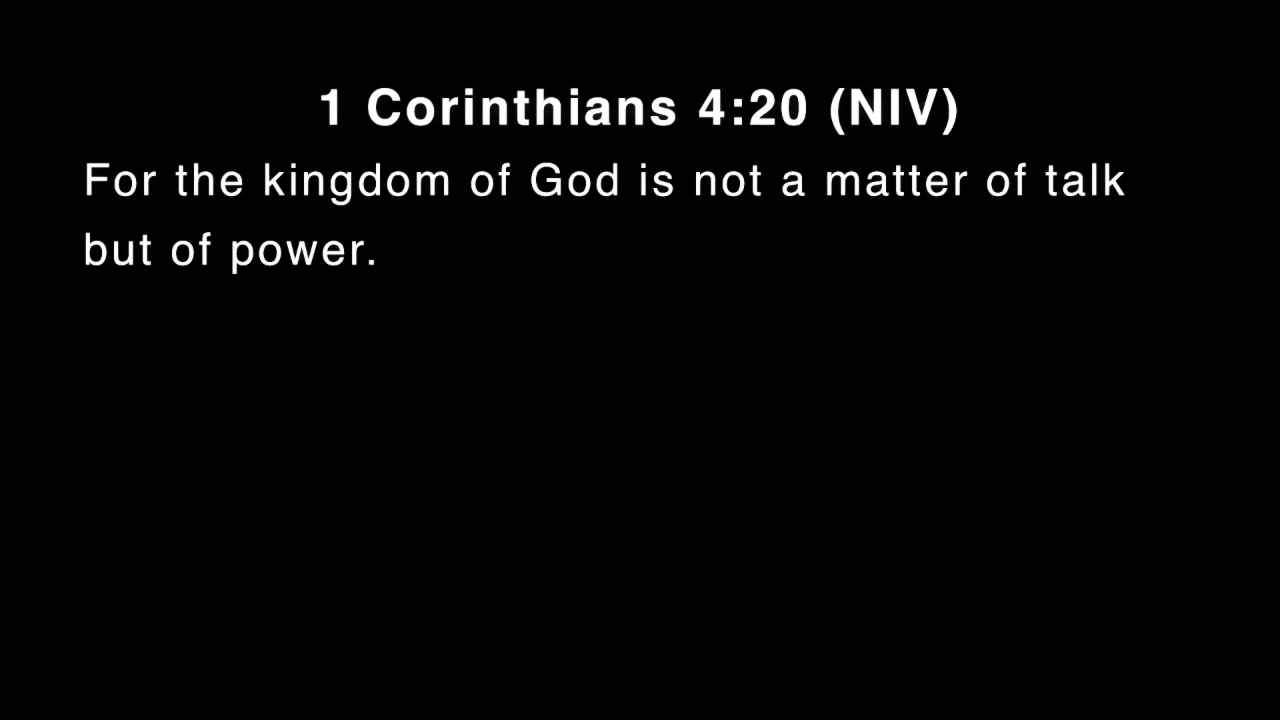 1 Corinthians 4:20 (NIV)
For the kingdom of God is not a matter of talk
but of power.